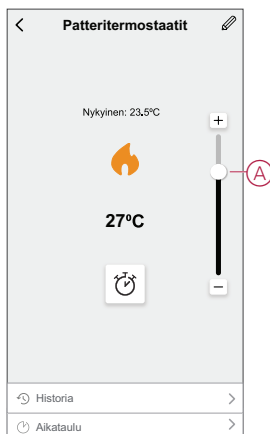 Patteritermostaatit
Nykyinen: 23.5ºC
+
A
27ºC
−
Historia
Aikataulu